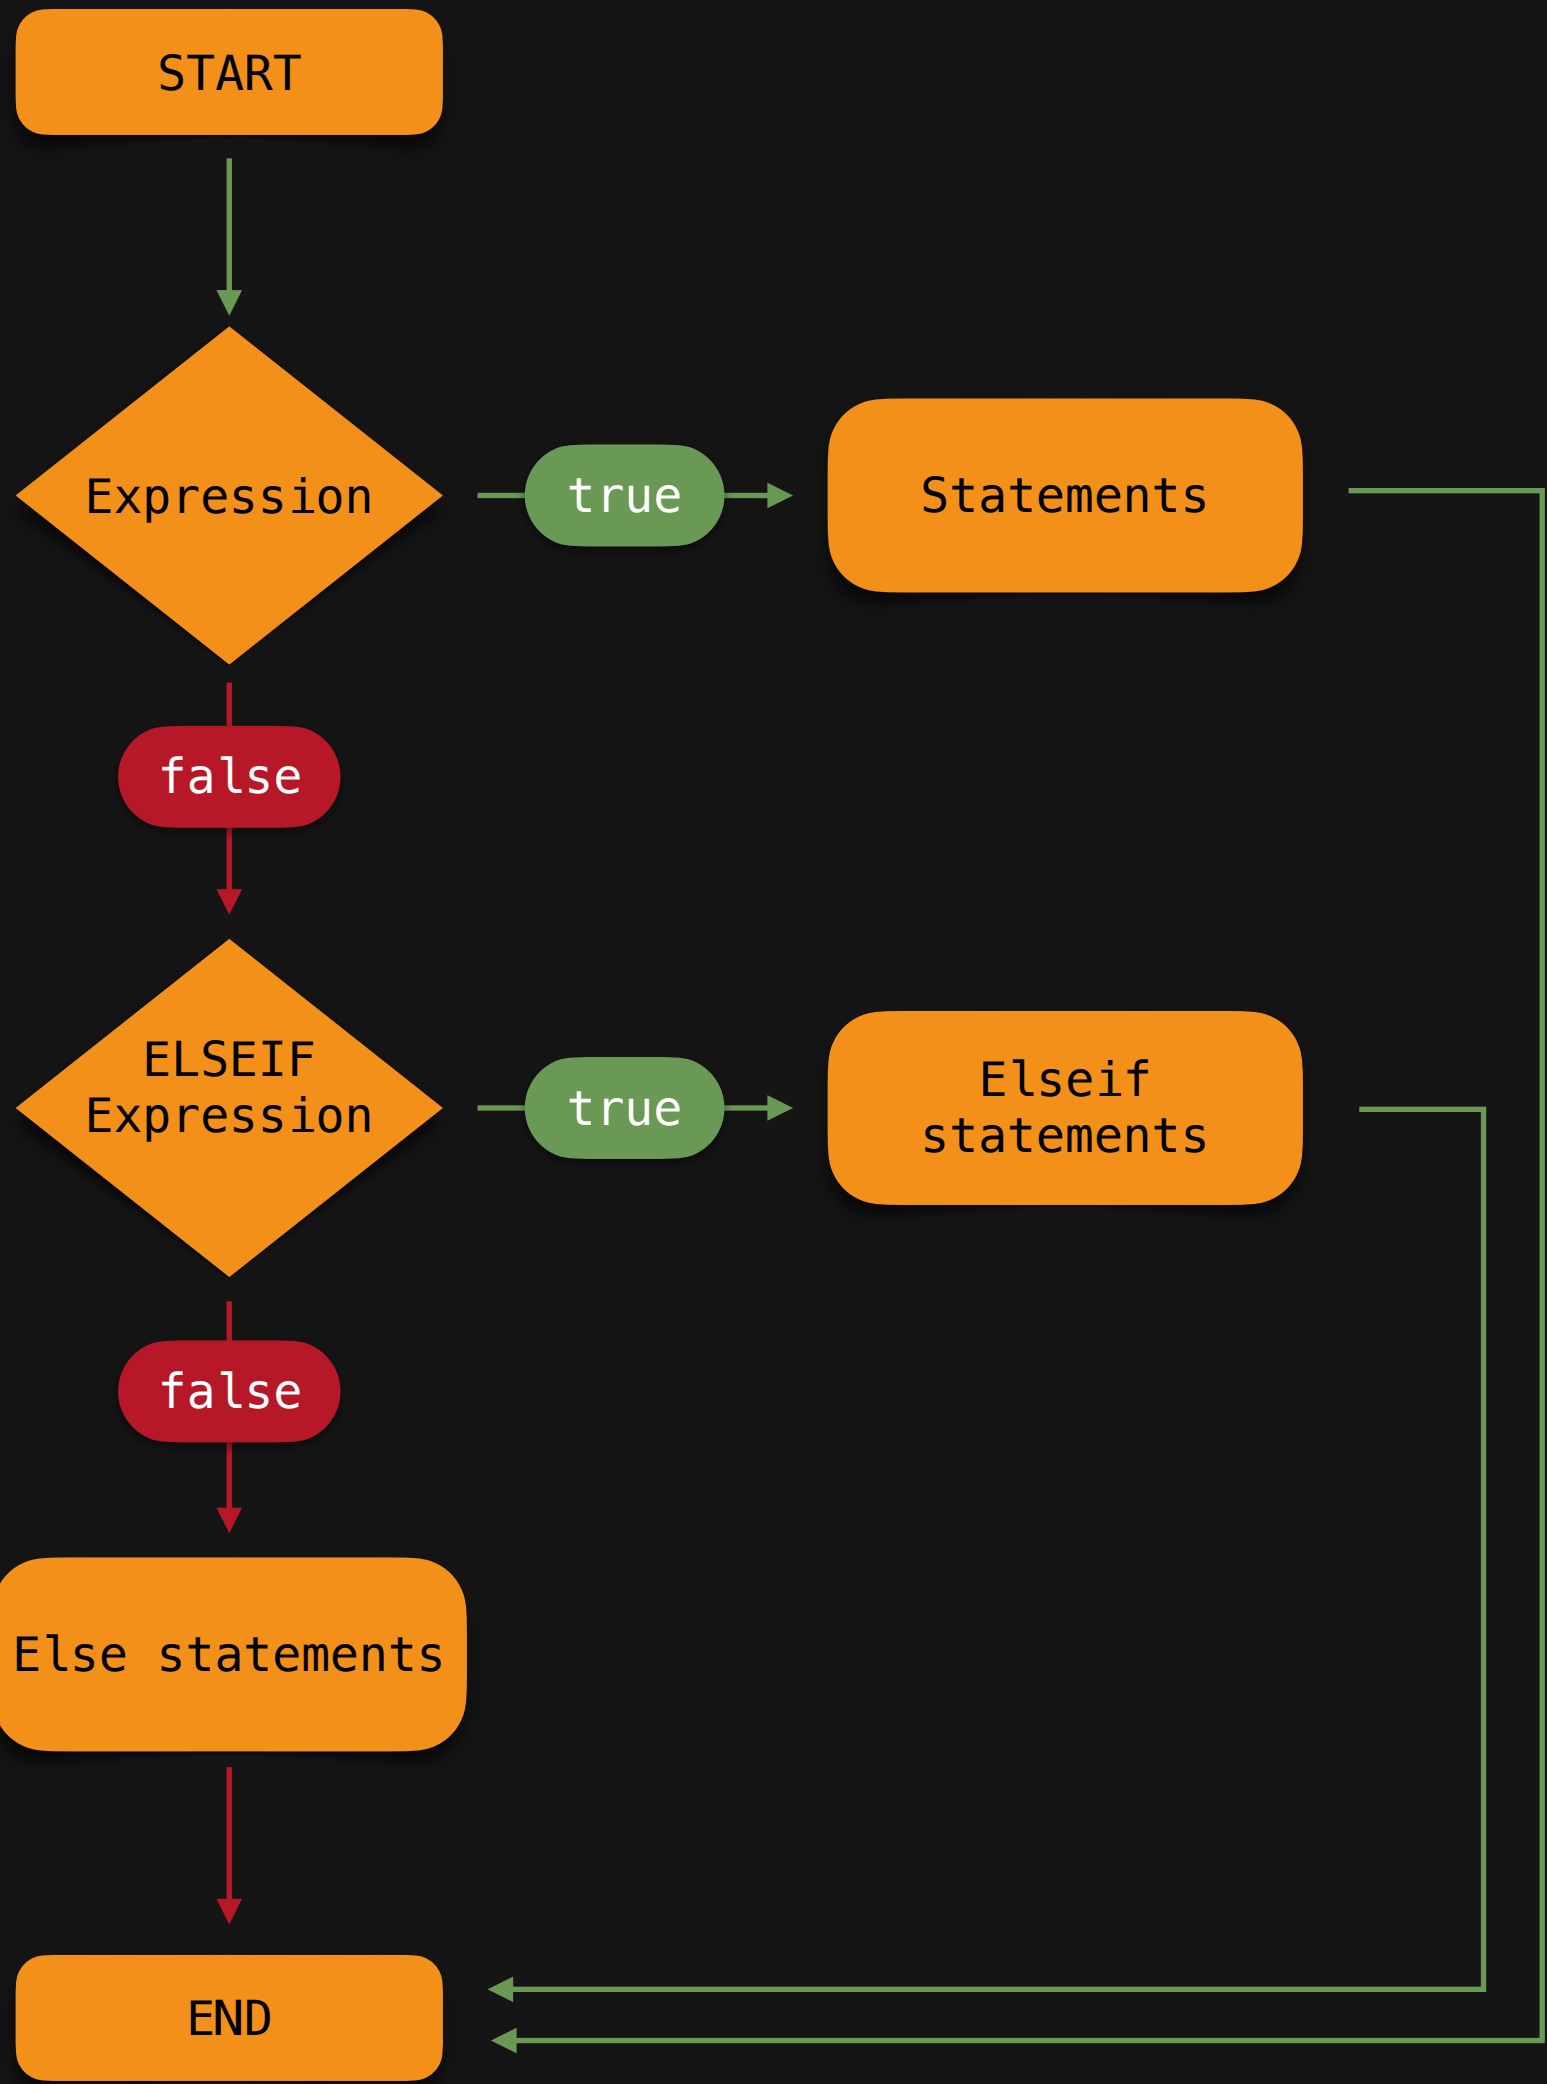 START
Expression
true
Statements
false
ELSEIF
Expression
true
Elseif
statements
false
Else statements
END